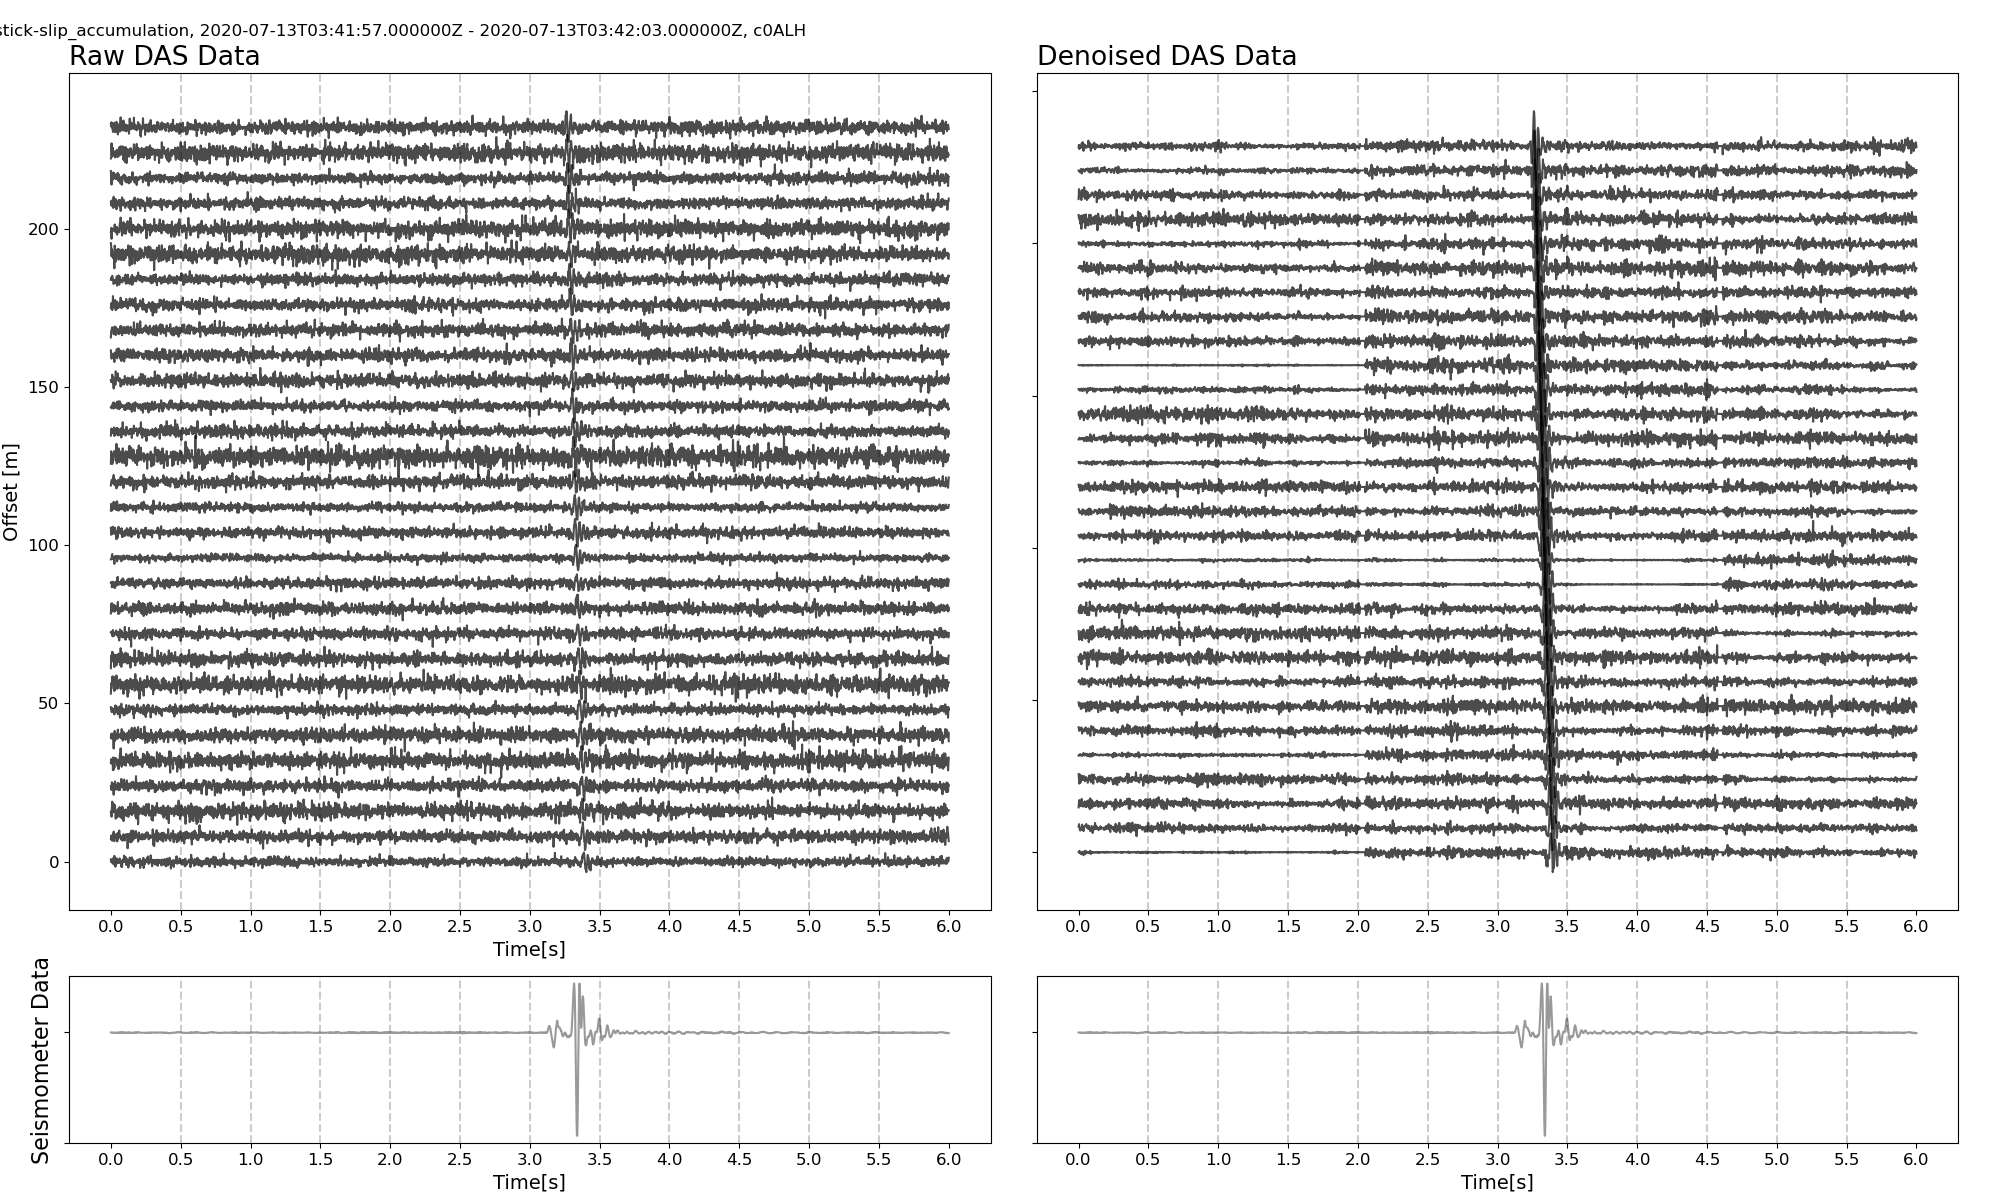 stick-slip_accumulation, 2020-07-13T03:41:57.000000Z - 2020-07-13T03:42:03.000000Z, c0ALH
Raw DAS Data
Offset [m]
200
150
100
50
0
0.0 0.5 1.0 1.5 2.0 2.5 3.0 3.5 4.0 4.5 5.0 5.5 6.0
Time[s]
Denoised DAS Data
0.0 0.5 1.0 1.5 2.0 2.5 3.0 3.5 4.0 4.5 5.0 5.5 6.0
Seismometer Data
0.0 0.5 1.0 1.5 2.0 2.5 3.0 3.5 4.0 4.5 5.0 5.5 6.0
Time[s]
0.0 0.5 1.0 1.5 2.0 2.5 3.0 3.5 4.0 4.5 5.0 5.5 6.0
Time[s]